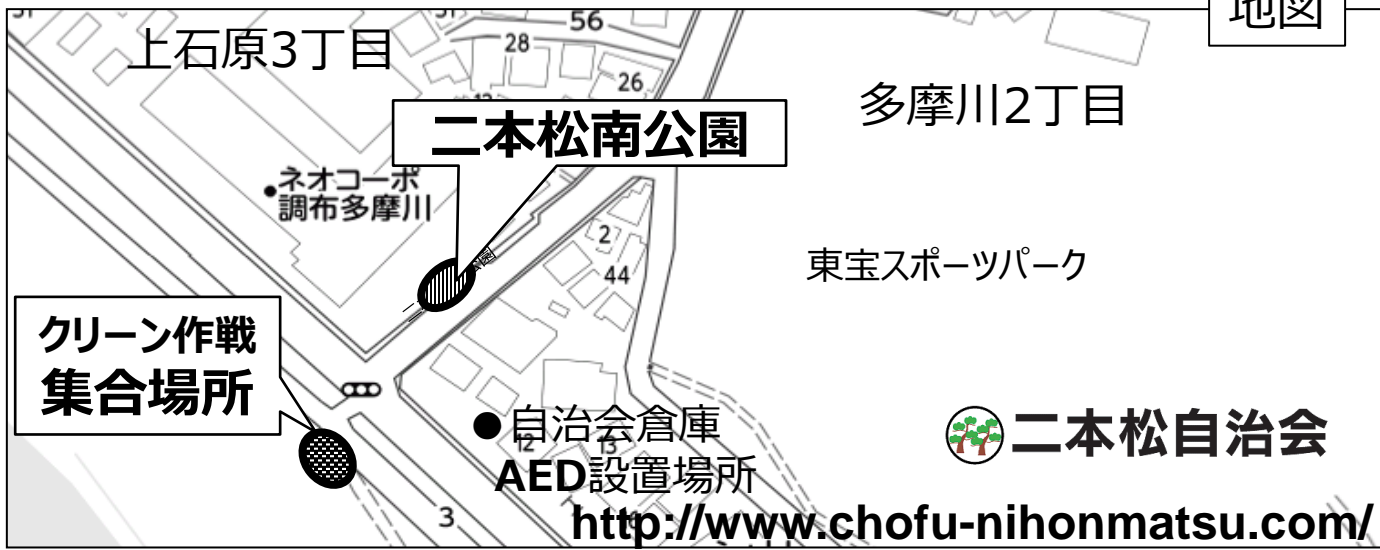 地図
56
上石原3丁目
28
26
多摩川2丁目
二本松南公園
ネオコーポ
調布多摩川
2
44
東宝スポーツパーク
クリーン作戦
集合場所
自治会倉庫
12
13
AED設置場所
二本松自治会
3
http://www.chofu-nihonmatsu.com/